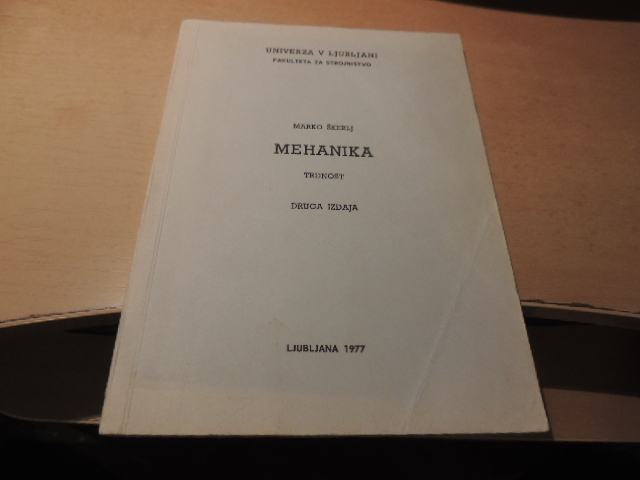 UNIVERZA V LJUBLJANI
FAKULTETA ZA STROJNIŠTVO
MARKO ŠKERLJ
MEHANIKA
TRDNOST
DRUGA IZDAJA
LJUBLJANA 1977